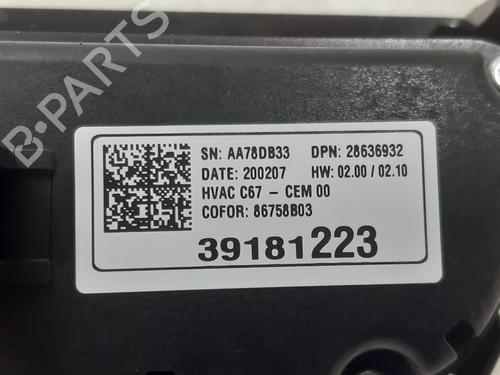 B-PARTS
SN: AA78DB33 DPN: 28636932
DATE: 200207 HW: 02.00 / 02.10
HVAC C67 - CEM 00
COFOR: 86758B03
39181223